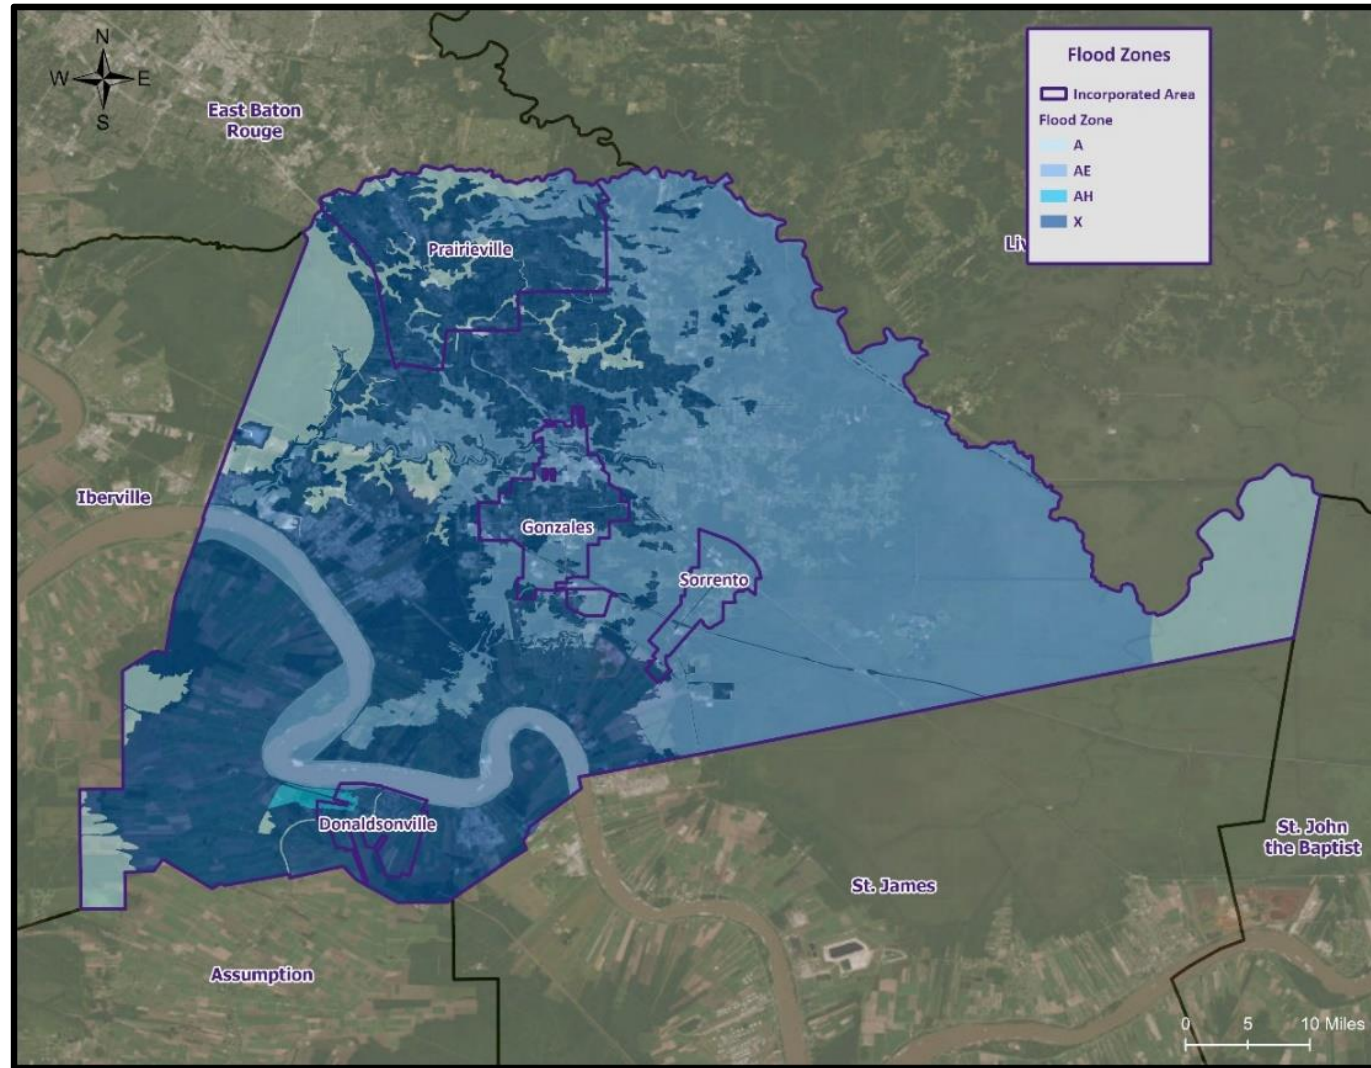 N
W E
S
East Baton
Rouge
Flood Zones
Incorporated Area
Flood Zone
A
AE
AH
X
Liv
Prairieville
Iberville
Gonzales
Sorrento
Donaldsonville
St. John
the Baptist
St. James
Assumption
0 5 10 Miles